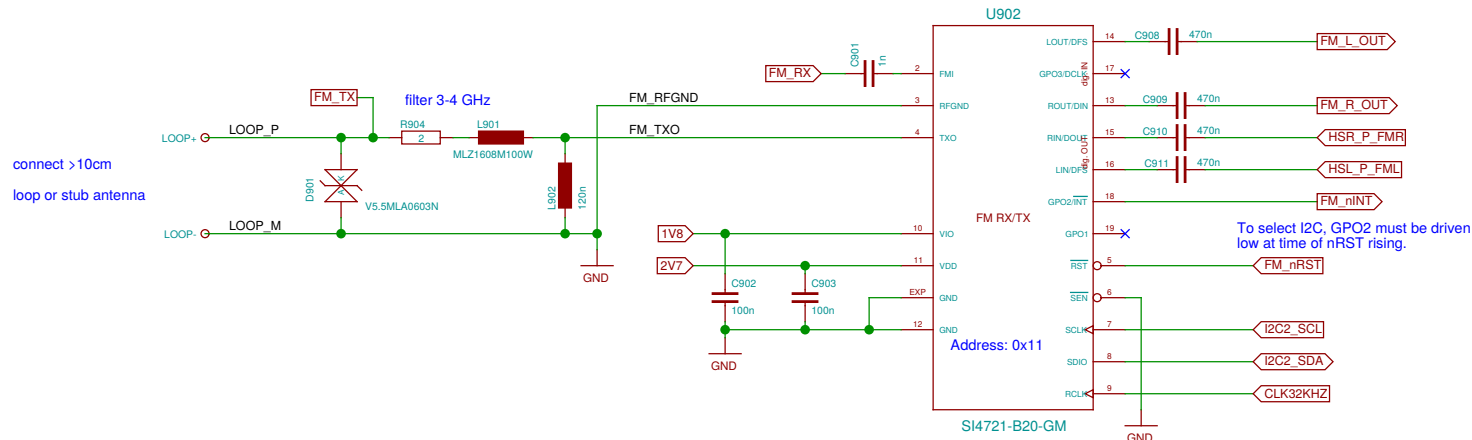 U902
LOUT/DFS
14
C908
470n
FM_L_OUT
FM_RX
C901
1n
2
FMI
GPO3/DCLK
17
dig. IN
FM_TX
filter 3-4 GHz
FM_RFGND
3
RFGND
ROUT/DIN
13
C909
470n
FM_R_OUT
LOOP+
LOOP_P
R904
2
L901
MLZ1608M100W
FM_TXO
4
TXO
RIN/DOUT
15
C910
470n
HSR_P_FMR
dig. OUT
connect >10cm
loop or stub antenna
D901
A
K
V5.5MLA0603N
L902
120n
LIN/DFS
16
C911
470n
HSL_P_FML
GPO2/INT
18
FM_nINT
FM RX/TX
LOOP-
LOOP_M
GND
1V8
10
VIO
GPO1
19
To select I2C, GPO2 must be driven
low at time of nRST rising.
2V7
11
VDD
RST
5
FM_nRST
C902
100n
C903
100n
EXP
GND
SEN
6
12
GND
SCLK
7
I2C2_SCL
Address: 0x11
GND
SDIO
8
I2C2_SDA
RCLK
9
CLK32KHZ
SI4721-B20-GM
GND